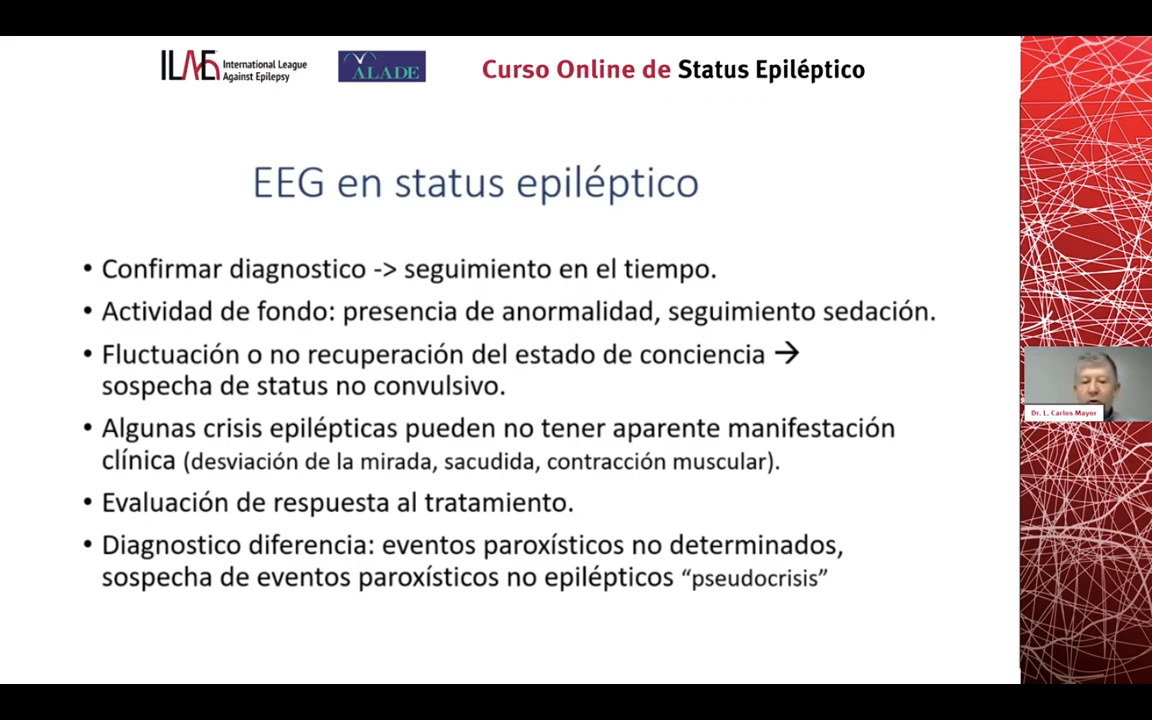 ILAE International League
Against Epilepsy
ALADE
Curso Online de Status Epiléptico
EEG en status epiléptico
• Confirmar diagnostico -> seguimiento en el tiempo.
• Actividad de fondo: presencia de anormalidad, seguimiento sedación.
• Fluctuación o no recuperación del estado de conciencia →
sospecha de status no convulsivo.
• Algunas crisis epilépticas pueden no tener aparente manifestación
clínica (desviación de la mirada, sacudida, contracción muscular).
• Evaluación de respuesta al tratamiento.
• Diagnostico diferencia: eventos paroxísticos no determinados,
sospecha de eventos paroxísticos no epilépticos “pseudocrisis”
Dr. L. Carlos Mayor